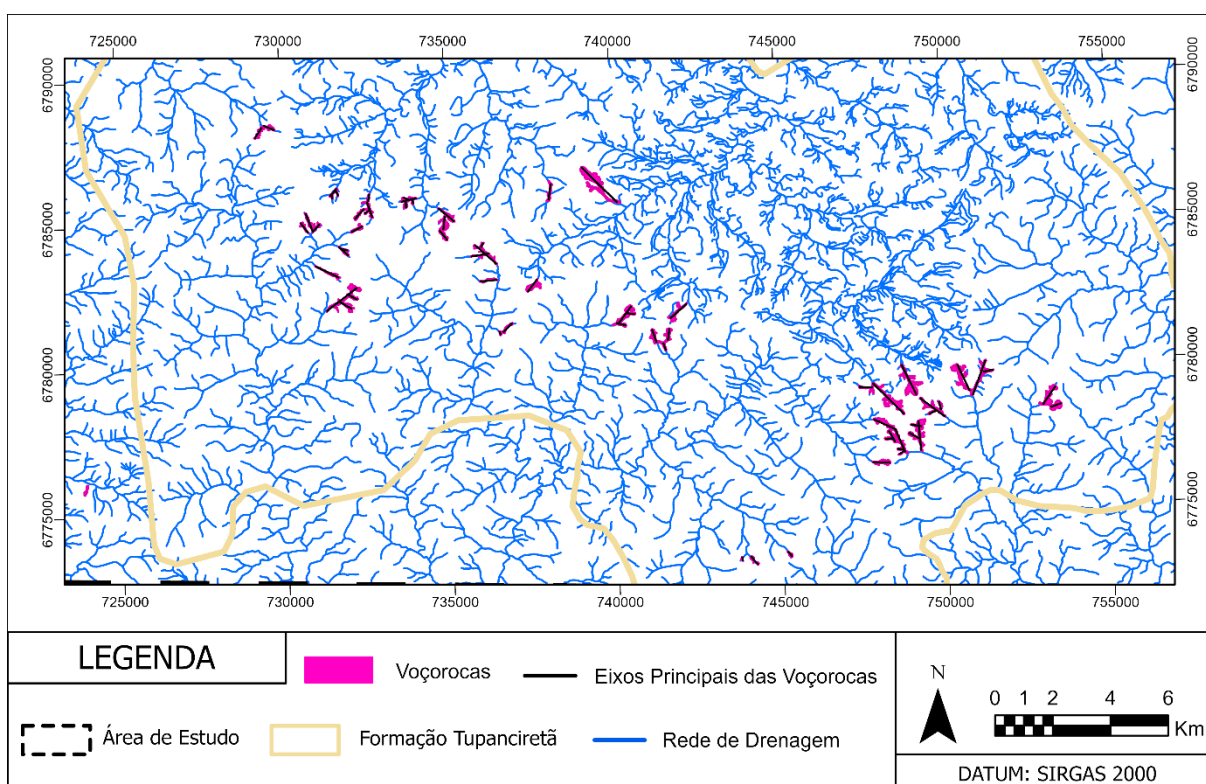 725000 730000 735000 740000 745000 750000 755000
6790000 6785000 6780000 6775000
6790000 6785000 6780000 6775000
725000 730000 735000 740000 745000 750000 755000
LEGENDA
Voçorocas
Eixos Principais das Voçorocas
Área de Estudo
Formação Tupanciretã
Rede de Drenagem
N
0 1 2 4 6
Km
DATUM: SIRGAS 2000